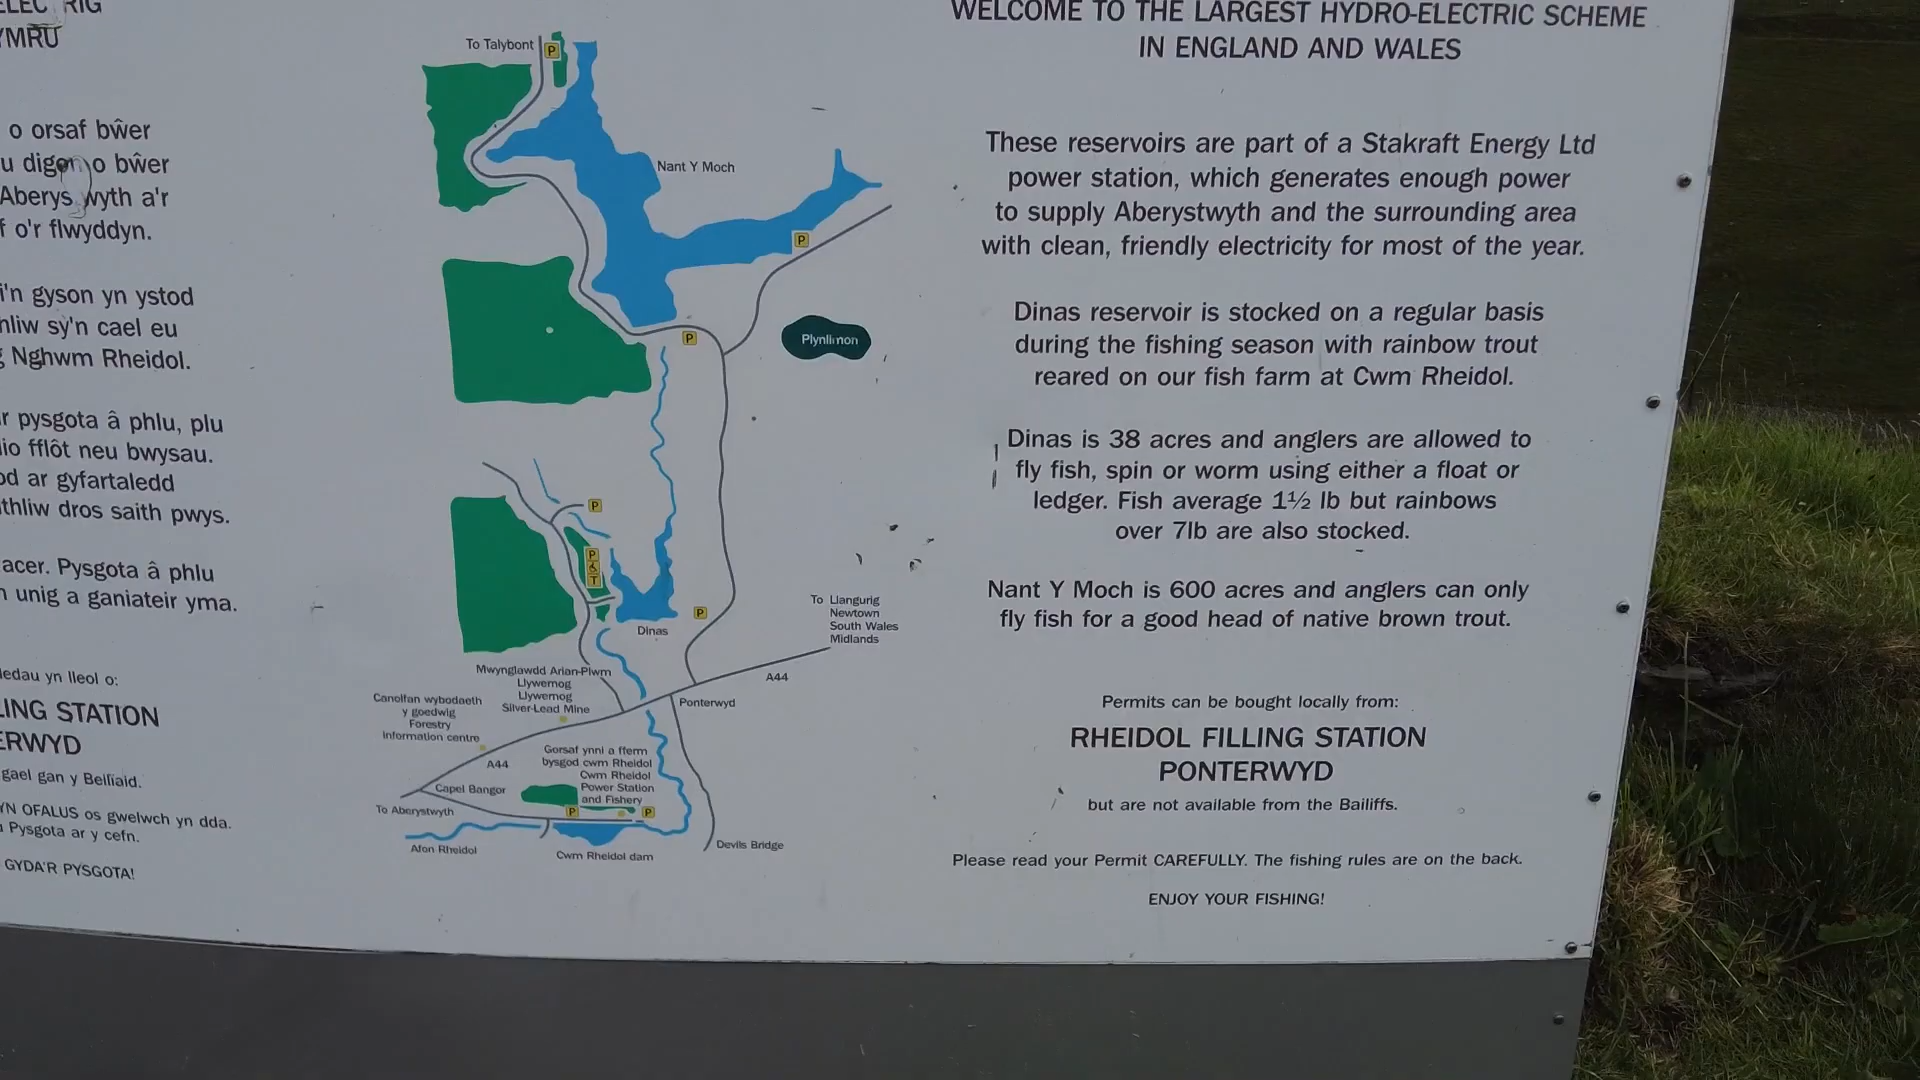 YMRU
o orsaf bŵer
u digon o bŵer
Aberys wyth a'r
f o'r flwyddyn.
i'n gyson yn ystod
hliw sy'n cael eu
g Nghwm Rheidol.
r pysgota â phlu, plu
io fflôt neu bwysau.
od ar gyfartaledd
thliw dros saith pwys.
acer. Pysgota â phlu
n unig a ganiateir yma.
ledau yn lleol o:
LING STATION
ERWYD
gael gan y Beiliaid.
YN OFALUS os gwelwch yn dda.
Pysgota ar y cefn.
GYDA'R PYSGOTA!
To Talybont
P
Nant Y Moch
P
P
Plynlimon
P
P
T
P
Dinas
To Llangurig
Newtown
South Wales
Midlands
A44
Mwynglawdd Arian-Plwm
Llywernog
Llywernog
Silver-Lead Mine
Canolfan wybodaeth
y goedwig
Forestry
information centre
Ponterwyd
A44
Gorsaf ynni a fferm
bysgod cwm Rheidol
Cwm Rheidol
Power Station
and Fishery
Capel Bangor
To Aberystwyth
P
P
Afon Rheidol
Cwm Rheidol dam
Devils Bridge
WELCOME TO THE LARGEST HYDRO-ELECTRIC SCHEME
IN ENGLAND AND WALES
These reservoirs are part of a Stakraft Energy Ltd
power station, which generates enough power
to supply Aberystwyth and the surrounding area
with clean, friendly electricity for most of the year.
Dinas reservoir is stocked on a regular basis
during the fishing season with rainbow trout
reared on our fish farm at Cwm Rheidol.
Dinas is 38 acres and anglers are allowed to
fly fish, spin or worm using either a float or
ledger. Fish average 1½ lb but rainbows
over 7lb are also stocked.
Nant Y Moch is 600 acres and anglers can only
fly fish for a good head of native brown trout.
Permits can be bought locally from:
RHEIDOL FILLING STATION
PONTERWYD
but are not available from the Bailiffs.
Please read your Permit CAREFULLY. The fishing rules are on the back.
ENJOY YOUR FISHING!